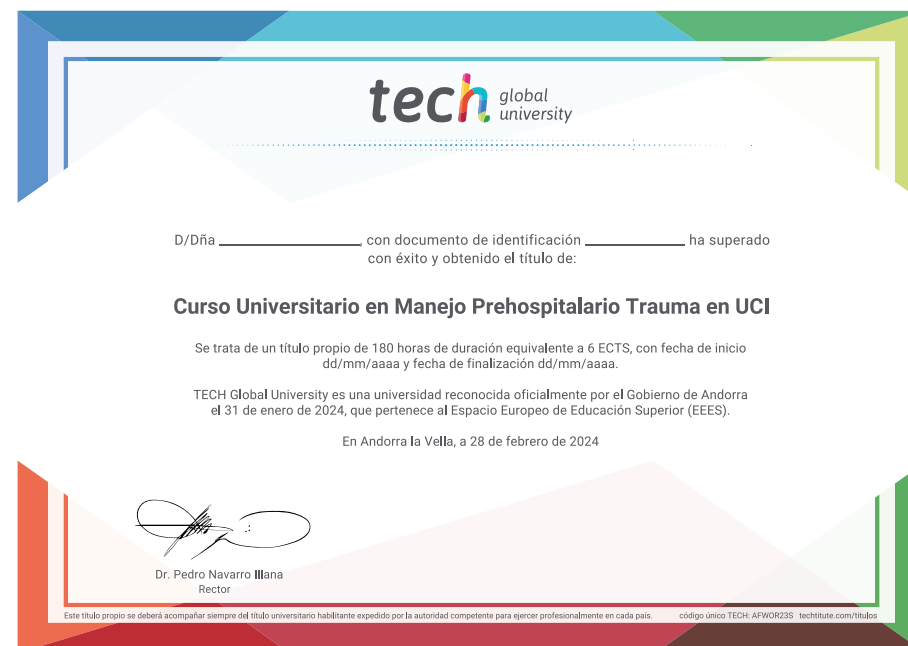 tech global university
D/Dña ______________________, con documento de identificación ______________ ha superado
con éxito y obtenido el título de:
Curso Universitario en Manejo Prehospitalario Trauma en UCI
Se trata de un título propio de 180 horas de duración equivalente a 6 ECTS, con fecha de inicio
dd/mm/aaaa y fecha de finalización dd/mm/aaaa.
TECH Global University es una universidad reconocida oficialmente por el Gobierno de Andorra
el 31 de enero de 2024, que pertenece al Espacio Europeo de Educación Superior (EEES).
En Andorra la Vella, a 28 de febrero de 2024
Dr. Pedro Navarro Illana
Rector
Este título propio se deberá acompañar siempre del título universitario habilitante expedido por la autoridad competente para ejercer profesionalmente en cada país. código único TECH: AFWOR23S techtitute.com/titulos